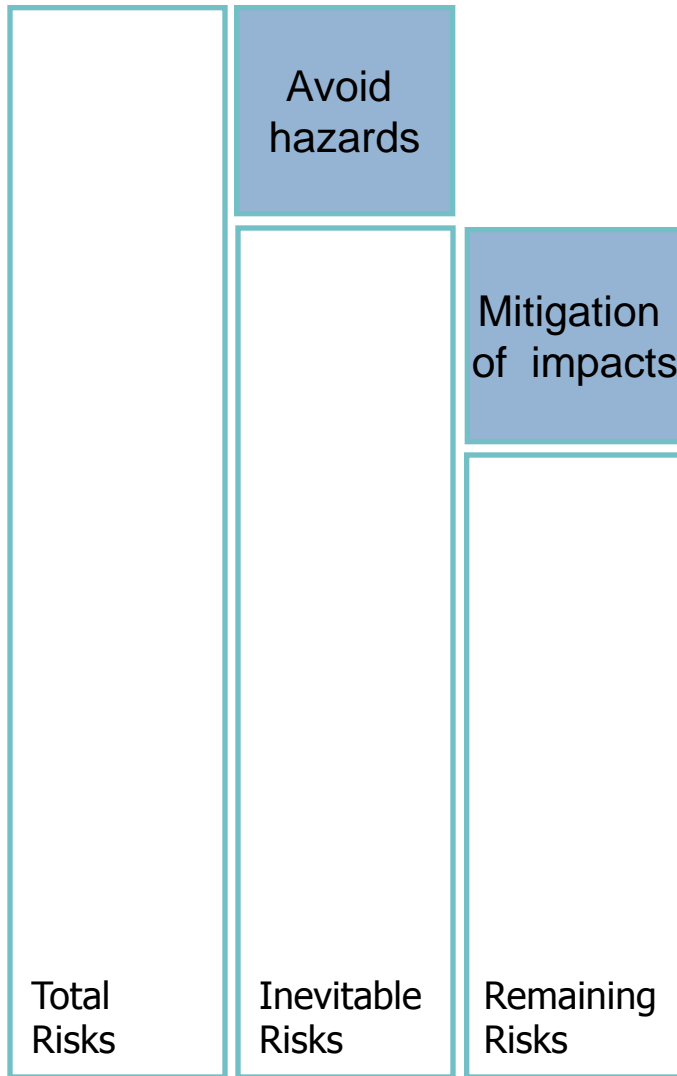 Avoid
hazards
Mitigation
of impacts
Total
Risks
Inevitable
Risks
Remaining
Risks